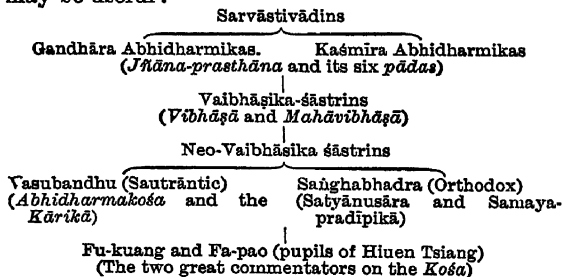 may be useful:
Sarvāstivādins
Gandhāra Abhidharmikas. Kaśmīra Abhidharmikas
(Jñāna-prasthāna and its six pādas)
Vaibhāṣika-śāstrins
(Vibhāṣā and Mahāvibhāṣā)
Neo-Vaibhāsika śāstrins
Vasubandhu (Sautrāntic) Saṅghabhadra (Orthodox)
(Abhidharmakośa and the (Satyānusāra and Samaya-
Kārikā) pradīpikā)
Fu-kuang and Fa-pao (pupils of Hiuen Tsiang)
(The two great commentators on the Kośa)